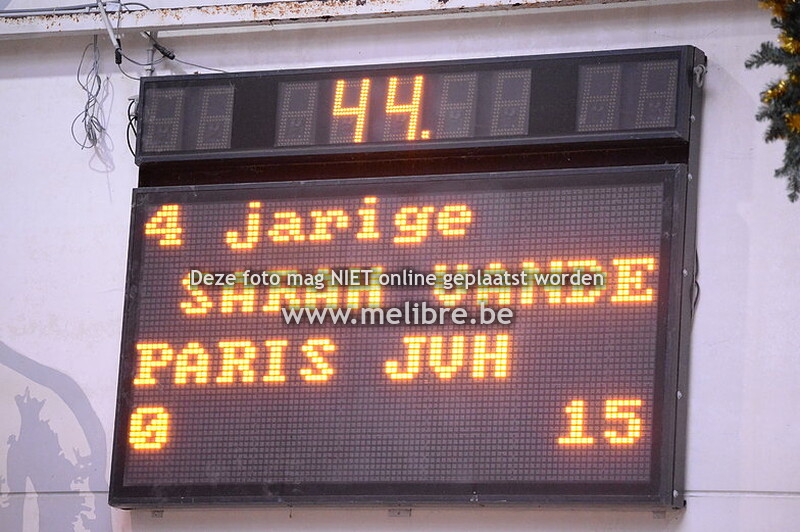 44.
4 Jarige
SARAH VANDE
Deze foto mag NIET online geplaatst worden
www.melibre.be
PARIS JVH
0 15